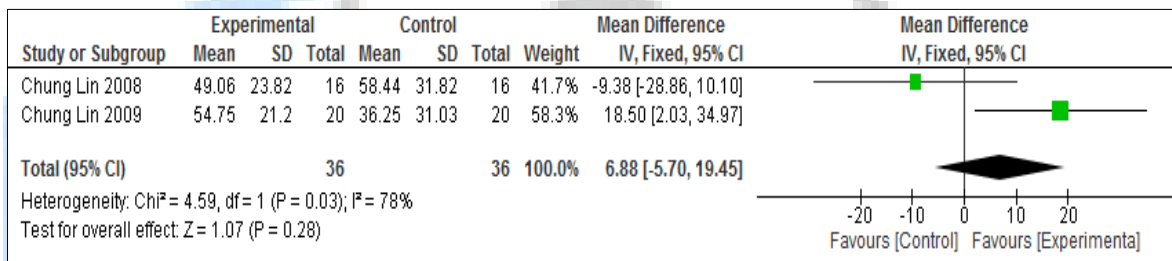 Experimental Control Mean Difference Mean Difference
Study or Subgroup Mean SD Total Mean SD Total Weight IV, Fixed, 95% CI IV, Fixed, 95% CI
Chung Lin 2008 49.06 23.82 16 58.44 31.82 16 41.7% -9.38 [-28.86, 10.10]
Chung Lin 2009 54.75 21.2 20 36.25 31.03 20 58.3% 18.50 [2.03, 34.97]
Total (95% CI) 36 36 100.0% 6.88 [-5.70, 19.45]
Heterogeneity: Chi² = 4.59, df = 1 (P = 0.03); I² = 78%
Test for overall effect: Z = 1.07 (P = 0.28)
-20 -10 0 10 20
Favours [Control] Favours [Experimenta]